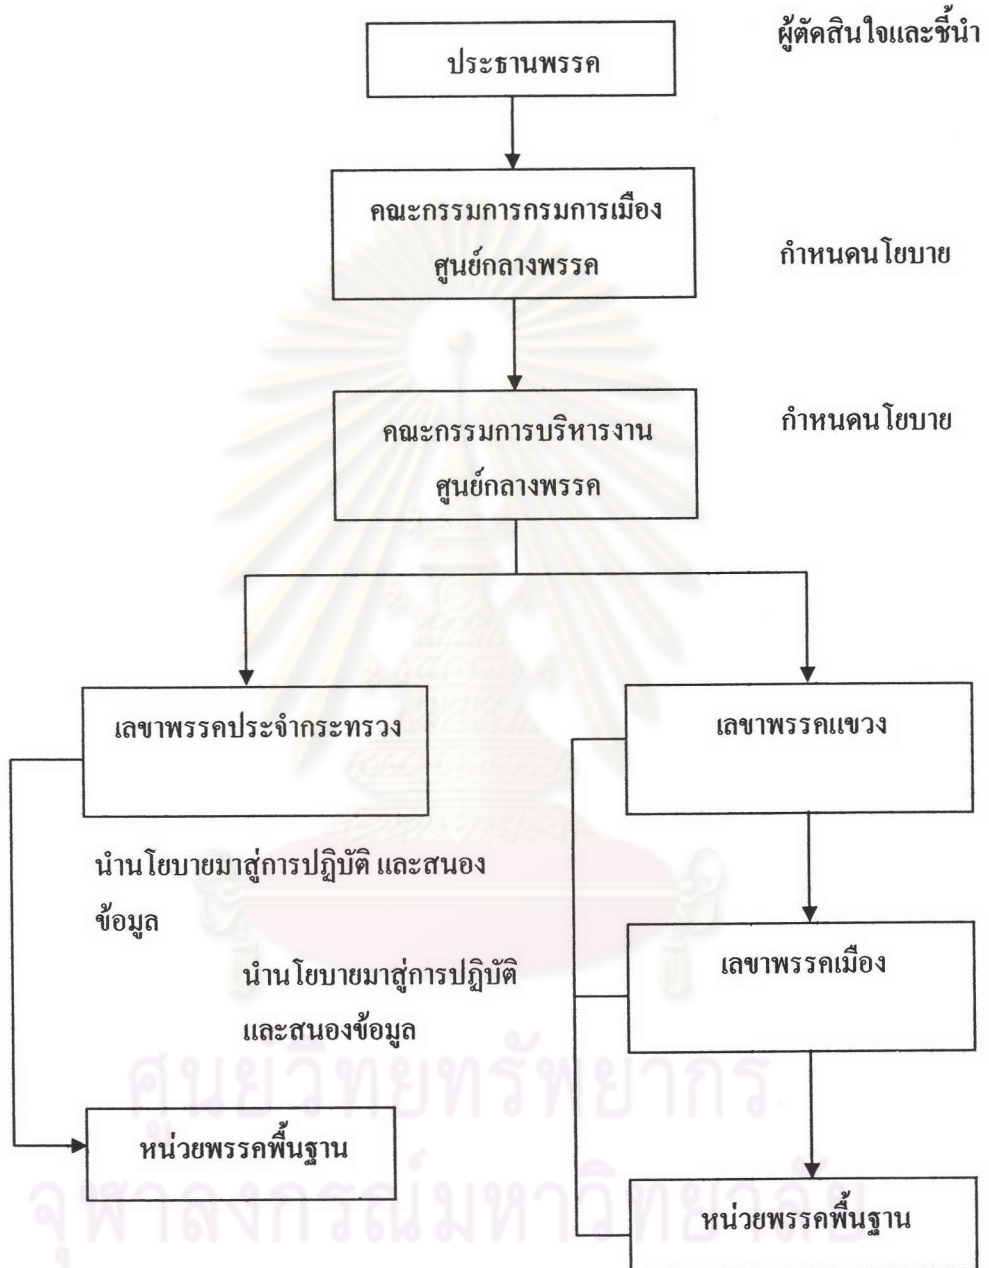 ผู้ตัดสินใจและชี้นำ
ประธานพรรค
คณะกรรมการกรมการเมือง
ศูนย์กลางพรรค
กำหนดนโยบาย
คณะกรรมการบริหารงาน
ศูนย์กลางพรรค
กำหนดนโยบาย
เลขาพรรคประจำกระทรวง
เลขาพรรคแขวง
นำนโยบายมาสู่การปฏิบัติ และสนอง
ข้อมูล
เลขาพรรคเมือง
นำนโยบายมาสู่การปฏิบัติ
และสนองข้อมูล
ศูนย์วิทยทรัพยากร
หน่วยพรรคพื้นฐาน
จุฬาลงกรณ์มหาวิทยาลัย
หน่วยพรรคพื้นฐาน